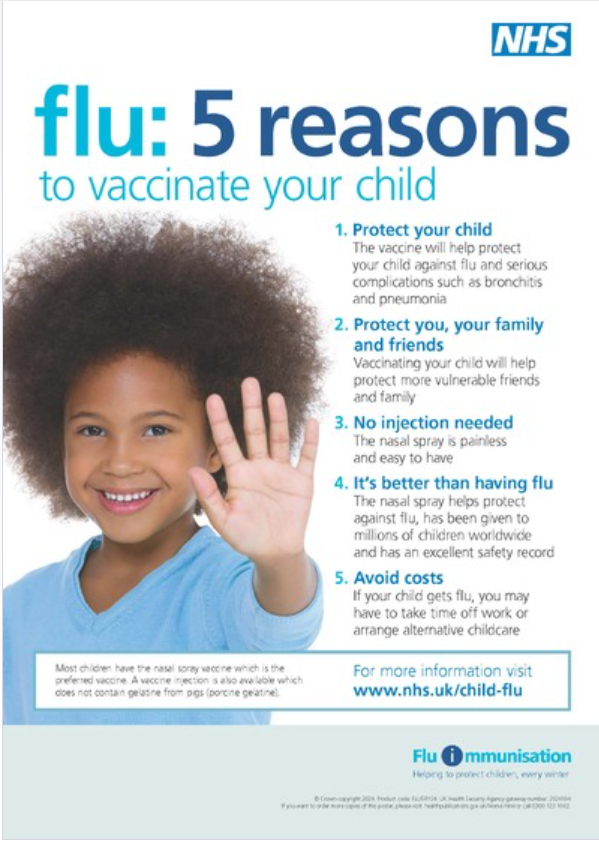 NHS
flu: 5 reasons
to vaccinate your child
1. Protect your child
The vaccine will help protect
your child against flu and serious
complications such as bronchitis
and pneumonia
2. Protect you, your family
and friends
Vaccinating your child will help
protect more vulnerable friends
and family
3. No injection needed
The nasal spray is painless
and easy to have
4. It's better than having flu
The nasal spray helps protect
against flu, has been given to
millions of children worldwide
and has an excellent safety record
5. Avoid costs
If your child gets flu, you may
have to take time off work or
arrange alternative childcare
Most children have the nasal spray vaccine which is the
preferred vaccine. A vaccine injection is also available which
does not contain gelatine from pigs (porcine gelatine).
For more information visit
www.nhs.uk/child-flu
Flu immunisation
Helping to protect children, every winter
© Crown copyright 2024. Product code UK Health Security Agency gateway number
If you want to order more copies of this poster, please visit or call 0300 123 1002.